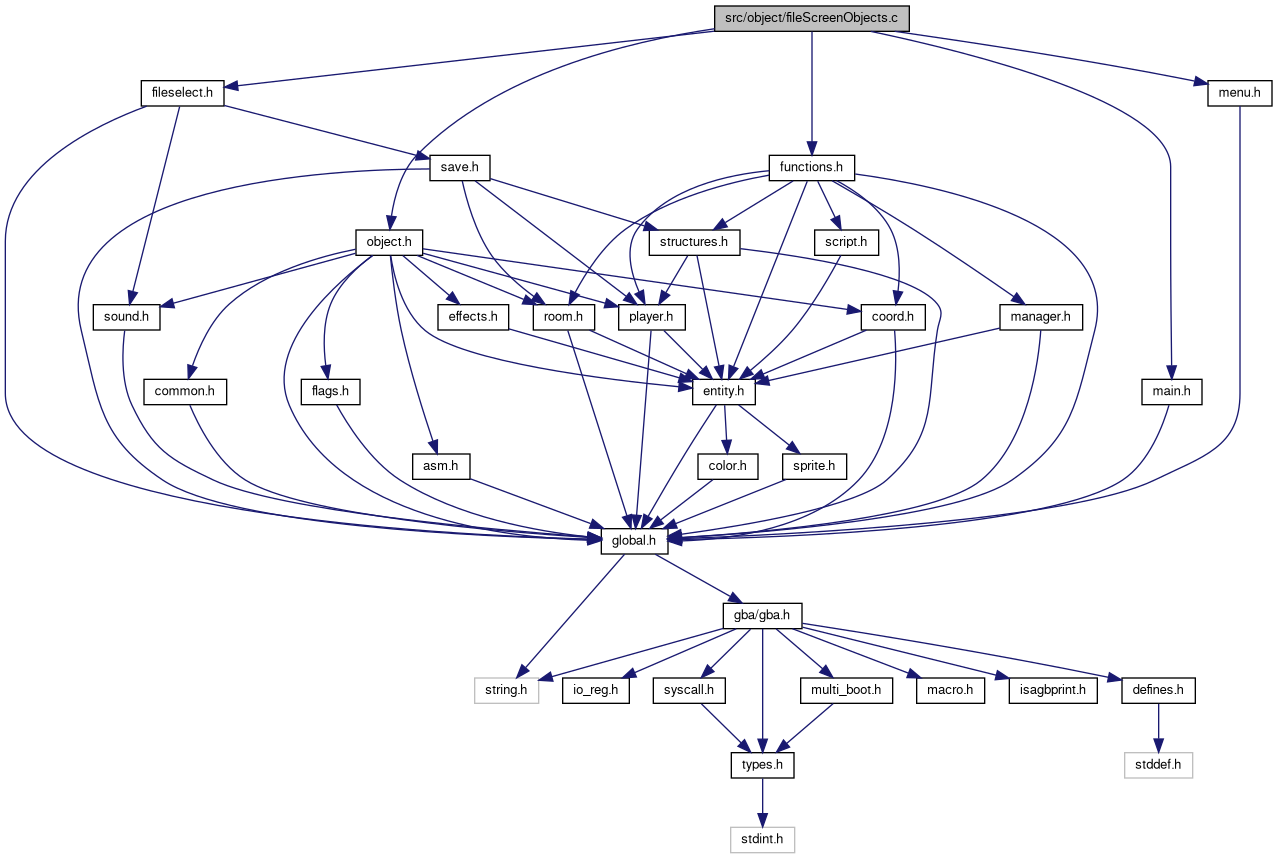 src/object/fileScreenObjects.c
fileselect.h
menu.h
save.h
functions.h
object.h
structures.h
script.h
sound.h
effects.h
room.h
player.h
coord.h
manager.h
common.h
flags.h
entity.h
main.h
asm.h
color.h
sprite.h
global.h
gba/gba.h
string.h
io_reg.h
syscall.h
multi_boot.h
macro.h
isagbprint.h
defines.h
types.h
stddef.h
stdint.h